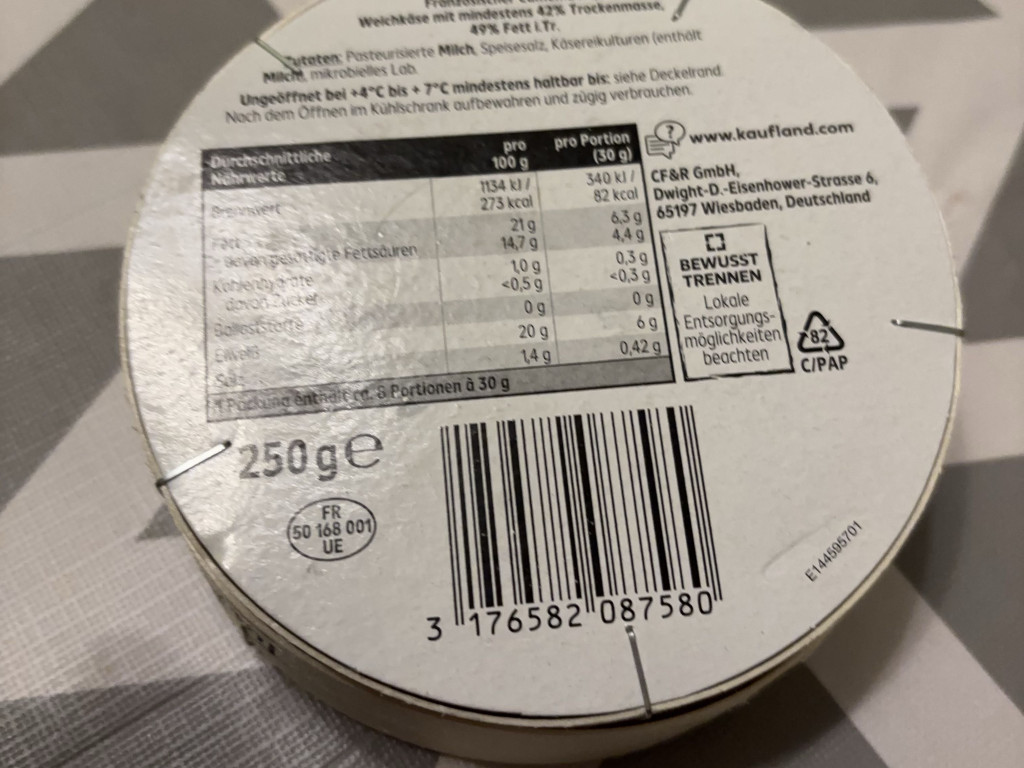 Weichkäse mit mindestens 42% Trockenmasse,
49% Fett i.Tr.
Zutaten: Pasteurisierte Milch, Speisesalz, Käsereikulturen (enthält
Milch), mikrobielles Lab.
Ungeöffnet bei +4°C bis + 7°C mindestens haltbar bis: siehe Deckelrand.
Nach dem Öffnen im Kühlschrank aufbewahren und zügig verbrauchen.
Durchschnittliche pro pro Portion
Nährwerte 100 g (30 g)
Brennwert 1134 kJ / 340 kJ /
273 kcal 82 kcal
Fett 21 g 6,3 g
davon gesättigte Fettsäuren 14,7 g 4,4 g
Kohlenhydrate 1,0 g 0,3 g
davon Zucker <0,5 g <0,3 g
Ballaststoffe 0 g 0 g
Eiweiß 20 g 6 g
Salz 1,4 g 0,42 g
1 Packung enthält ca. 8 Portionen à 30 g
www.kaufland.com
CF&R GmbH,
Dwight-D.-Eisenhower-Strasse 6,
65197 Wiesbaden, Deutschland
BEWUSST
TRENNEN
Lokale
Entsorgungs-
möglichkeiten
beachten
82
C/PAP
250 g e
FR
50 168 001
UE
3 176582 087580
E144595701